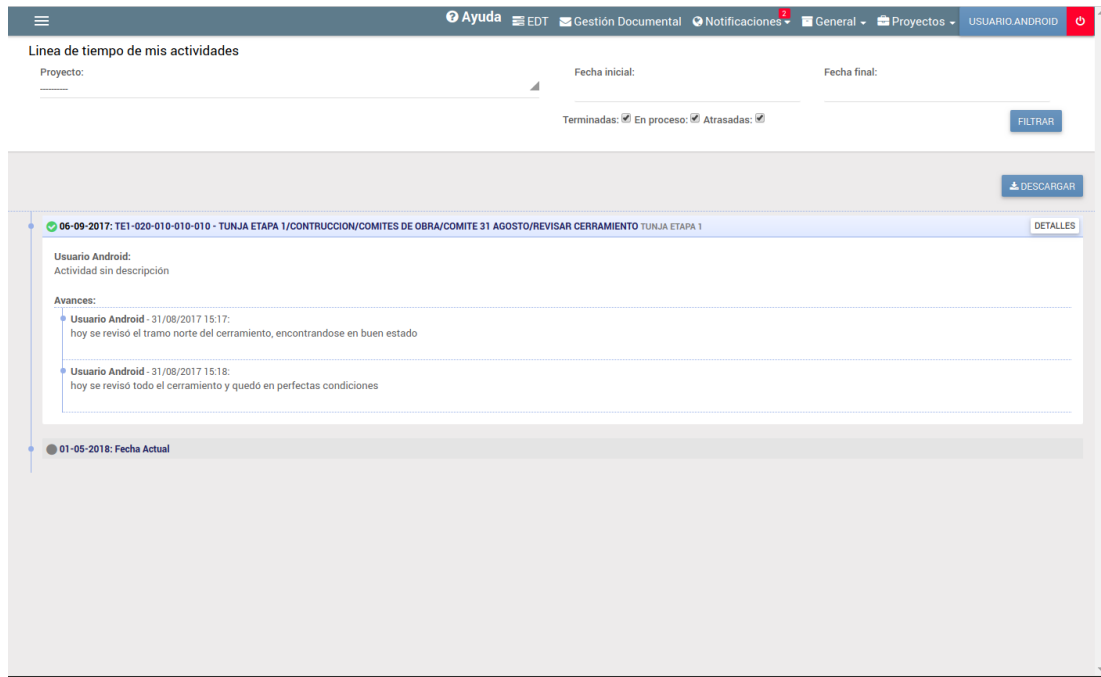 Ayuda EDT Gestión Documental Notificaciones 2 General Proyectos USUARIO.ANDROID
Linea de tiempo de mis actividades
Proyecto: Fecha inicial: Fecha final:
---------
Terminadas: En proceso: Atrasadas:
FILTRAR
DESCARGAR
06-09-2017: TE1-020-010-010-010 - TUNJA ETAPA 1/CONTRUCCION/COMITES DE OBRA/COMITE 31 AGOSTO/REVISAR CERRAMIENTO TUNJA ETAPA 1 DETALLES
Usuario Android:
Actividad sin descripción
Avances:
Usuario Android - 31/08/2017 15:17:
hoy se revisó el tramo norte del cerramiento, encontrandose en buen estado
Usuario Android - 31/08/2017 15:18:
hoy se revisó todo el cerramiento y quedó en perfectas condiciones
01-05-2018: Fecha Actual